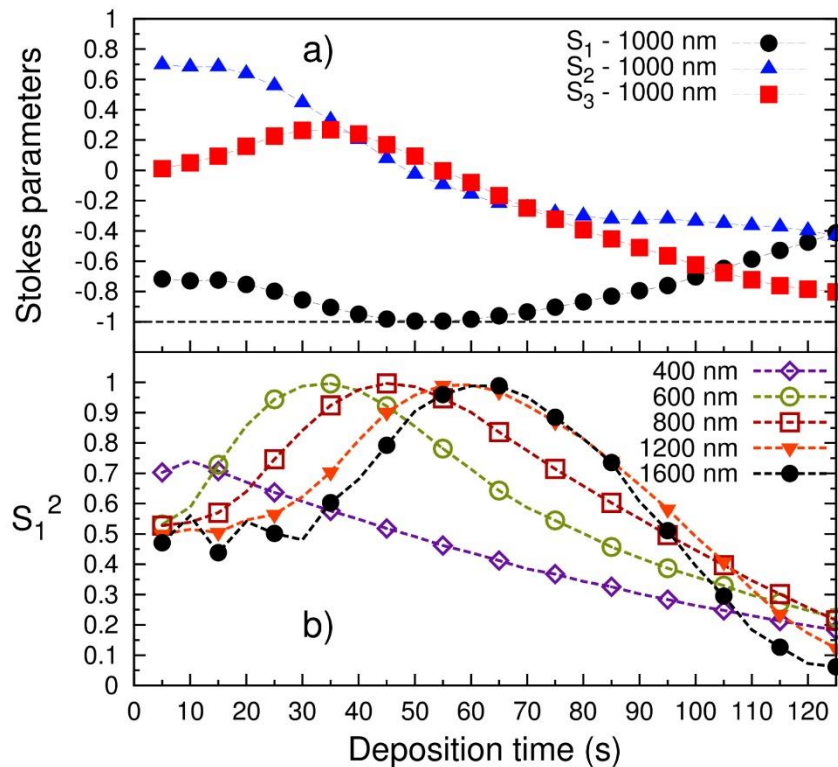 a)
S₁ - 1000 nm
S₂ - 1000 nm
S₃ - 1000 nm
Stokes parameters
1
0.8
0.6
0.4
0.2
0
-0.2
-0.4
-0.6
-0.8
-1
b)
400 nm
600 nm
800 nm
1200 nm
1600 nm
S₁²
1
0.9
0.8
0.7
0.6
0.5
0.4
0.3
0.2
0.1
0
0 10 20 30 40 50 60 70 80 90 100 110 120
Deposition time (s)